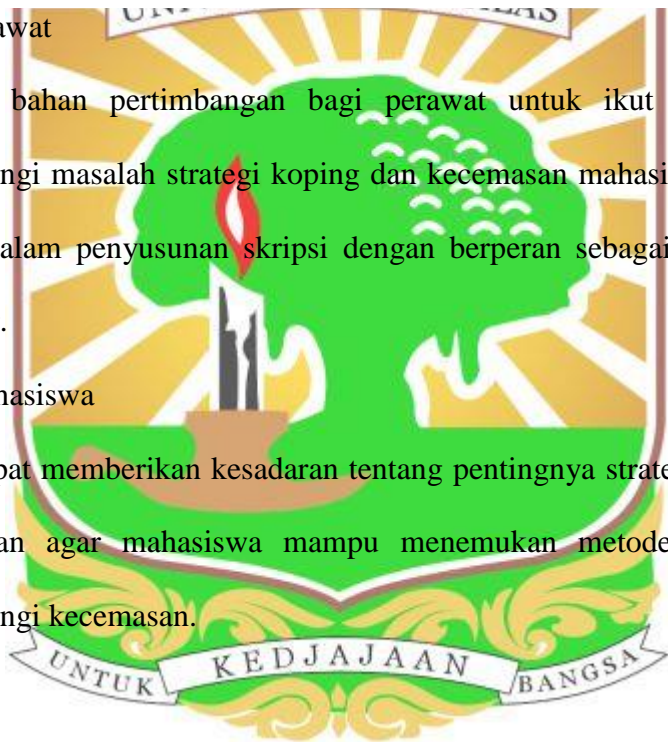 awat
bahan pertimbangan bagi perawat untuk ikut
ngi masalah strategi koping dan kecemasan mahasi
alam penyusunan skripsi dengan berperan sebagai
.
hasiswa
pat memberikan kesadaran tentang pentingnya strate
an agar mahasiswa mampu menemukan metode
ngi kecemasan.
UNTUK KEDJAJAAN BANGSA